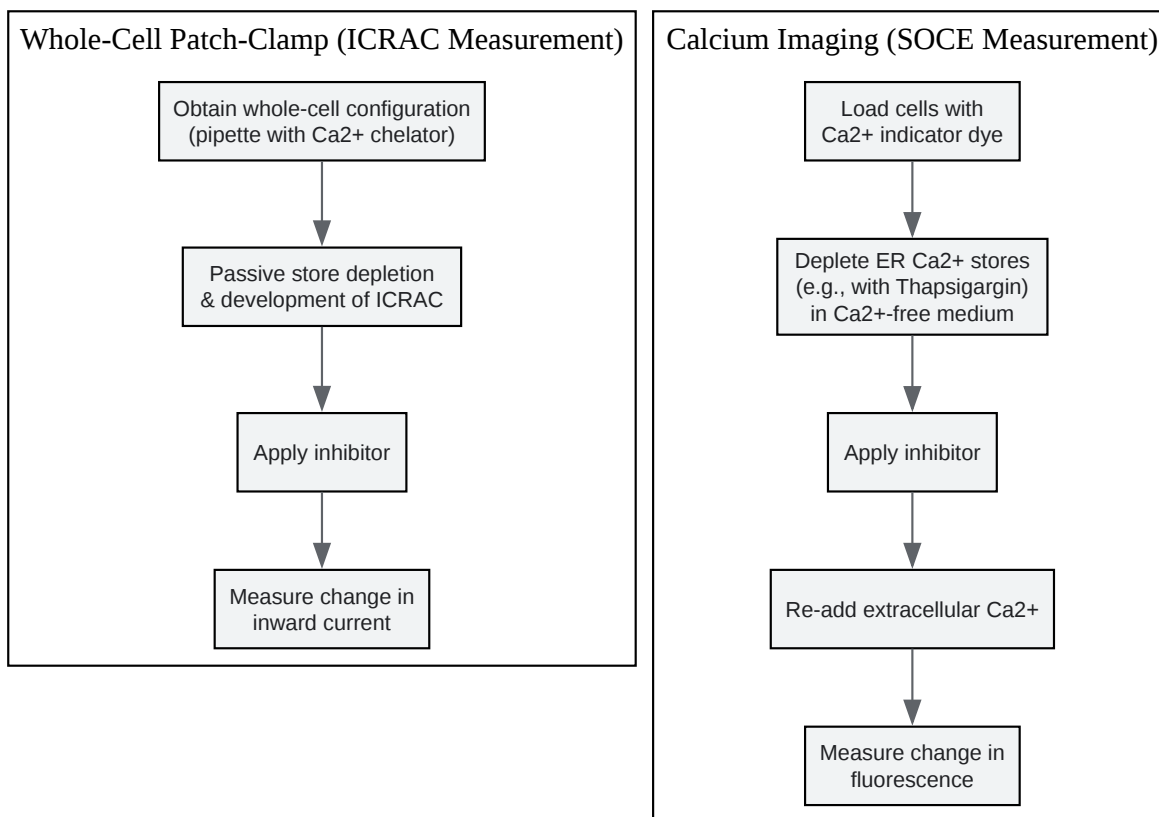 Whole-Cell Patch-Clamp (ICRAC Measurement)
Obtain whole-cell configuration
(pipette with Ca2+ chelator)
Passive store depletion
& development of ICRAC
Apply inhibitor
Measure change in
inward current
Calcium Imaging (SOCE Measurement)
Load cells with
Ca2+ indicator dye
Deplete ER Ca2+ stores
(e.g., with Thapsigargin)
in Ca2+-free medium
Apply inhibitor
Re-add extracellular Ca2+
Measure change in
fluorescence